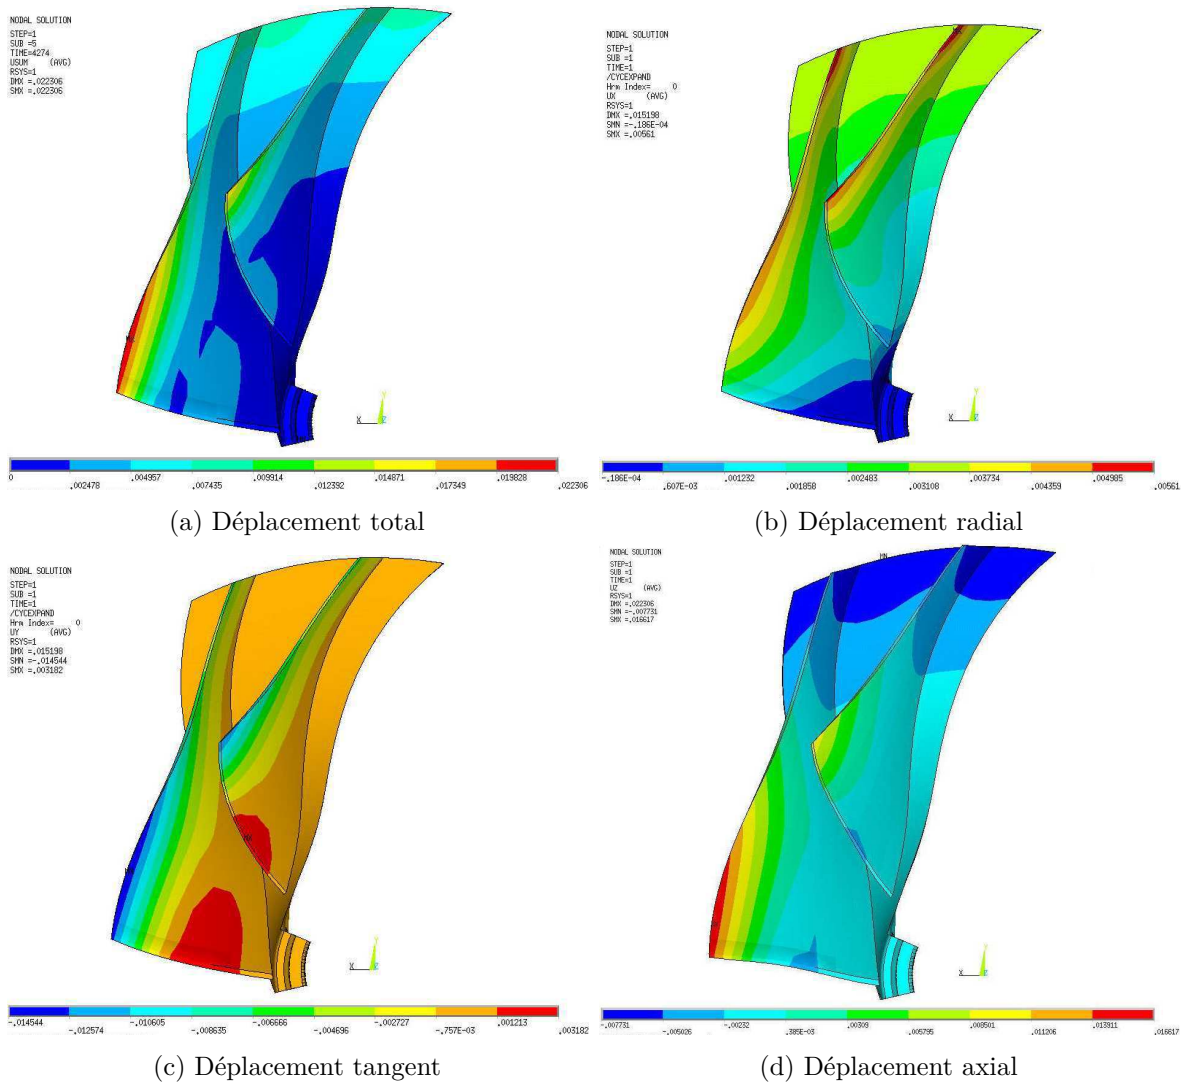 NODAL SOLUTION
STEP=1
SUB =5
TIME=4274
USUM (AVG)
RSYS=1
DMX =.022306
SMX =.022306
X
Y
Z
0 .002478 .004957 .007435 .009914 .012392 .014871 .017349 .019828 .022306
(a) Déplacement total
NODAL SOLUTION
STEP=1
SUB =1
TIME=1
/CYCEXPAND
Hrm Index= 0
UX (AVG)
RSYS=1
DMX =.015198
SMN =-.186E-04
SMX =.00561
X
Y
Z
-.186E-04 .607E-03 .001232 .001858 .002483 .003108 .003734 .004359 .004985 .00561
(b) Déplacement radial
NODAL SOLUTION
STEP=1
SUB =1
TIME=1
/CYCEXPAND
Hrm Index= 0
UY (AVG)
RSYS=1
DMX =.015198
SMN =-.014544
SMX =.003182
MX
X
Y
Z
-.014544 -.012574 -.010605 -.008635 -.006666 -.004696 -.002727 -.757E-03 .001213 .003182
(c) Déplacement tangent
NODAL SOLUTION
STEP=1
SUB =1
TIME=1
UZ (AVG)
RSYS=1
DMX =.022306
SMN =-.007731
SMX =.016617
MN
X
Y
Z
-.007731 -.005026 -.00232 .385E-03 .00309 .005795 .008501 .011206 .013911 .016617
(d) Déplacement axial